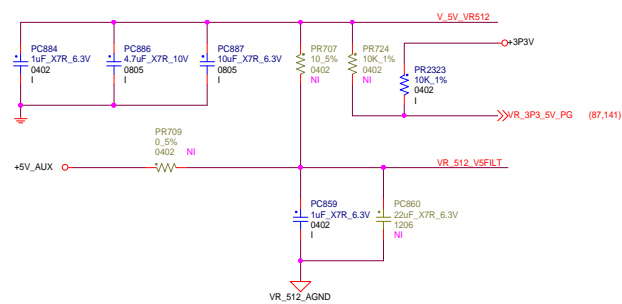 V_5V_VR512
+3P3V
PC884
1uF_X7R_6.3V
0402
I
PC886
4.7uF_X7R_10V
0805
I
PC887
10uF_X7R_6.3V
0805
I
PR707
10_5%
0402
NI
PR724
10K_1%
0402
NI
PR2323
10K_1%
0402
I
VR_3P3_5V_PG (87,141)
PR709
0_5%
0402 NI
+5V_AUX
VR_512_V5FILT
PC859
1uF_X7R_6.3V
0402
I
PC860
22uF_X7R_6.3V
1206
NI
VR_512_AGND